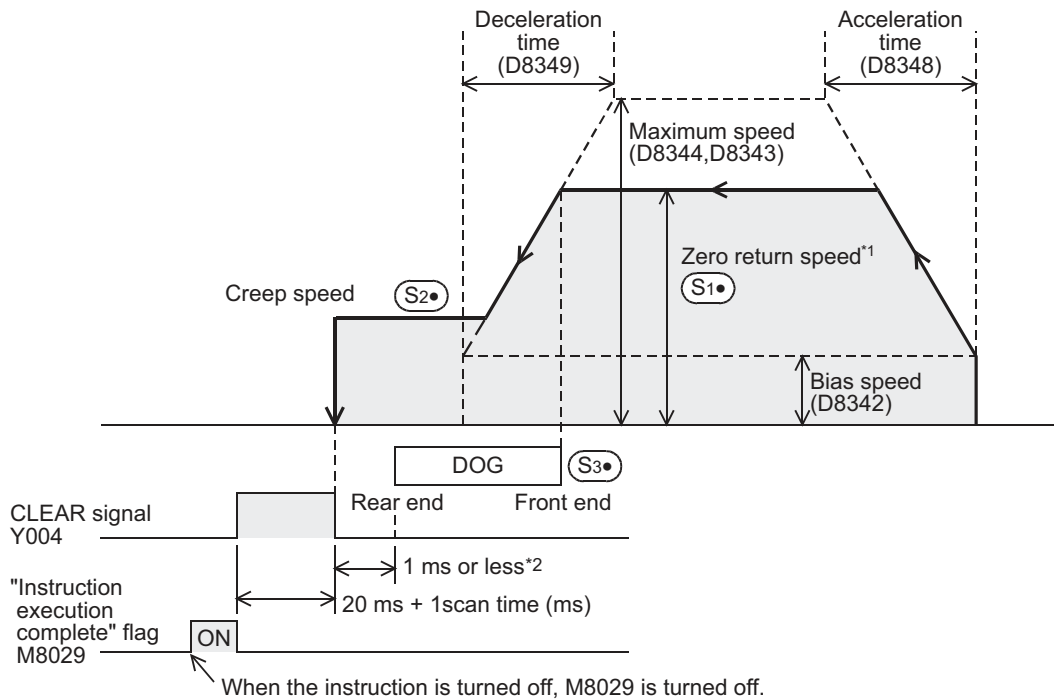 Deceleration
time
(D8349)
Acceleration
time
(D8348)
Maximum speed
(D8344,D8343)
Zero return speed*1
S1•
Creep speed
S2•
Bias speed
(D8342)
DOG
S3•
Rear end
Front end
CLEAR signal
Y004
1 ms or less*2
20 ms + 1scan time (ms)
"Instruction
execution
complete" flag
M8029
ON
When the instruction is turned off, M8029 is turned off.